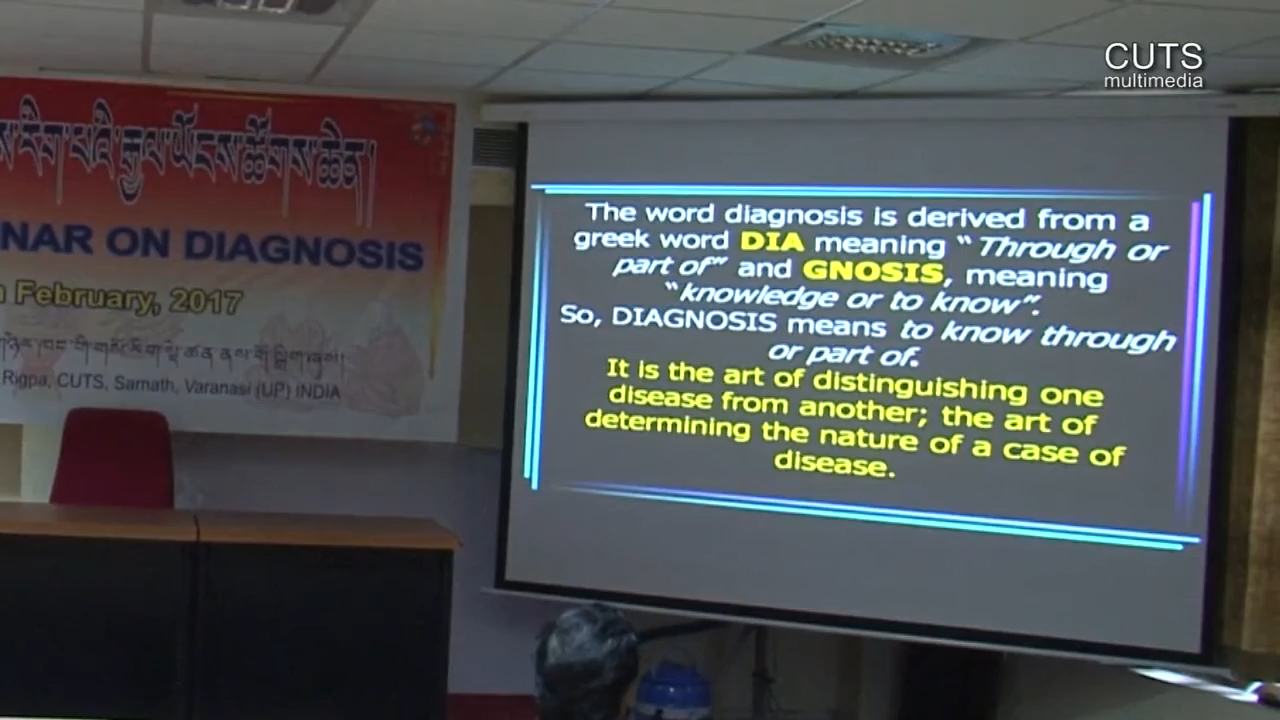 CUTS
multimedia
རིག་པའི་རྒྱལ་ཡོངས་ཚོགས་ཆེན།
NAR ON DIAGNOSIS
February, 2017
Rigpa, CUTS, Sarnath, Varanasi (UP) INDIA
The word diagnosis is derived from a
greek word DIA meaning “Through or
part of” and GNOSIS, meaning
“knowledge or to know”.
So, DIAGNOSIS means to know through
or part of.
It is the art of distinguishing one
disease from another; the art of
determining the nature of a case of
disease.